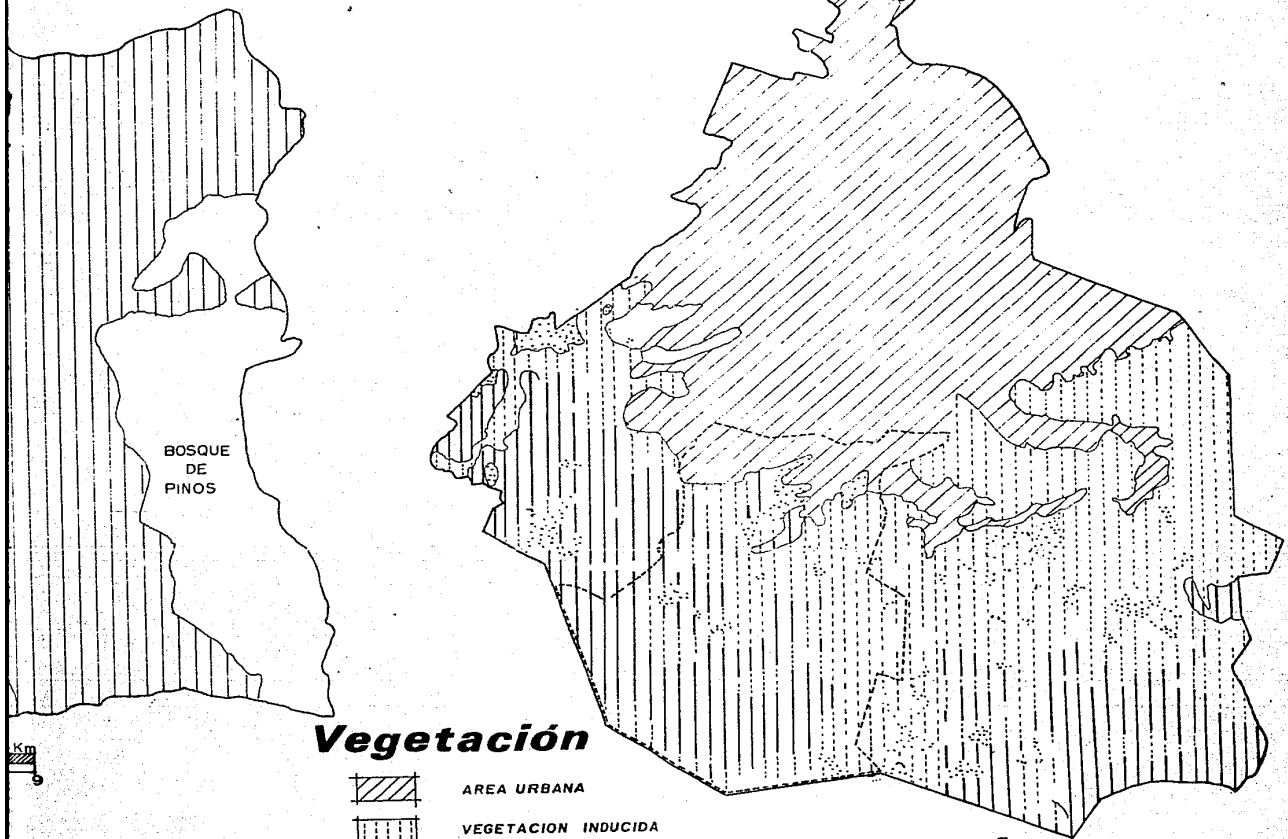 BOSQUE
DE
PINOS
Km
9
Vegetación
AREA URBANA
VEGETACION INDUCIDA